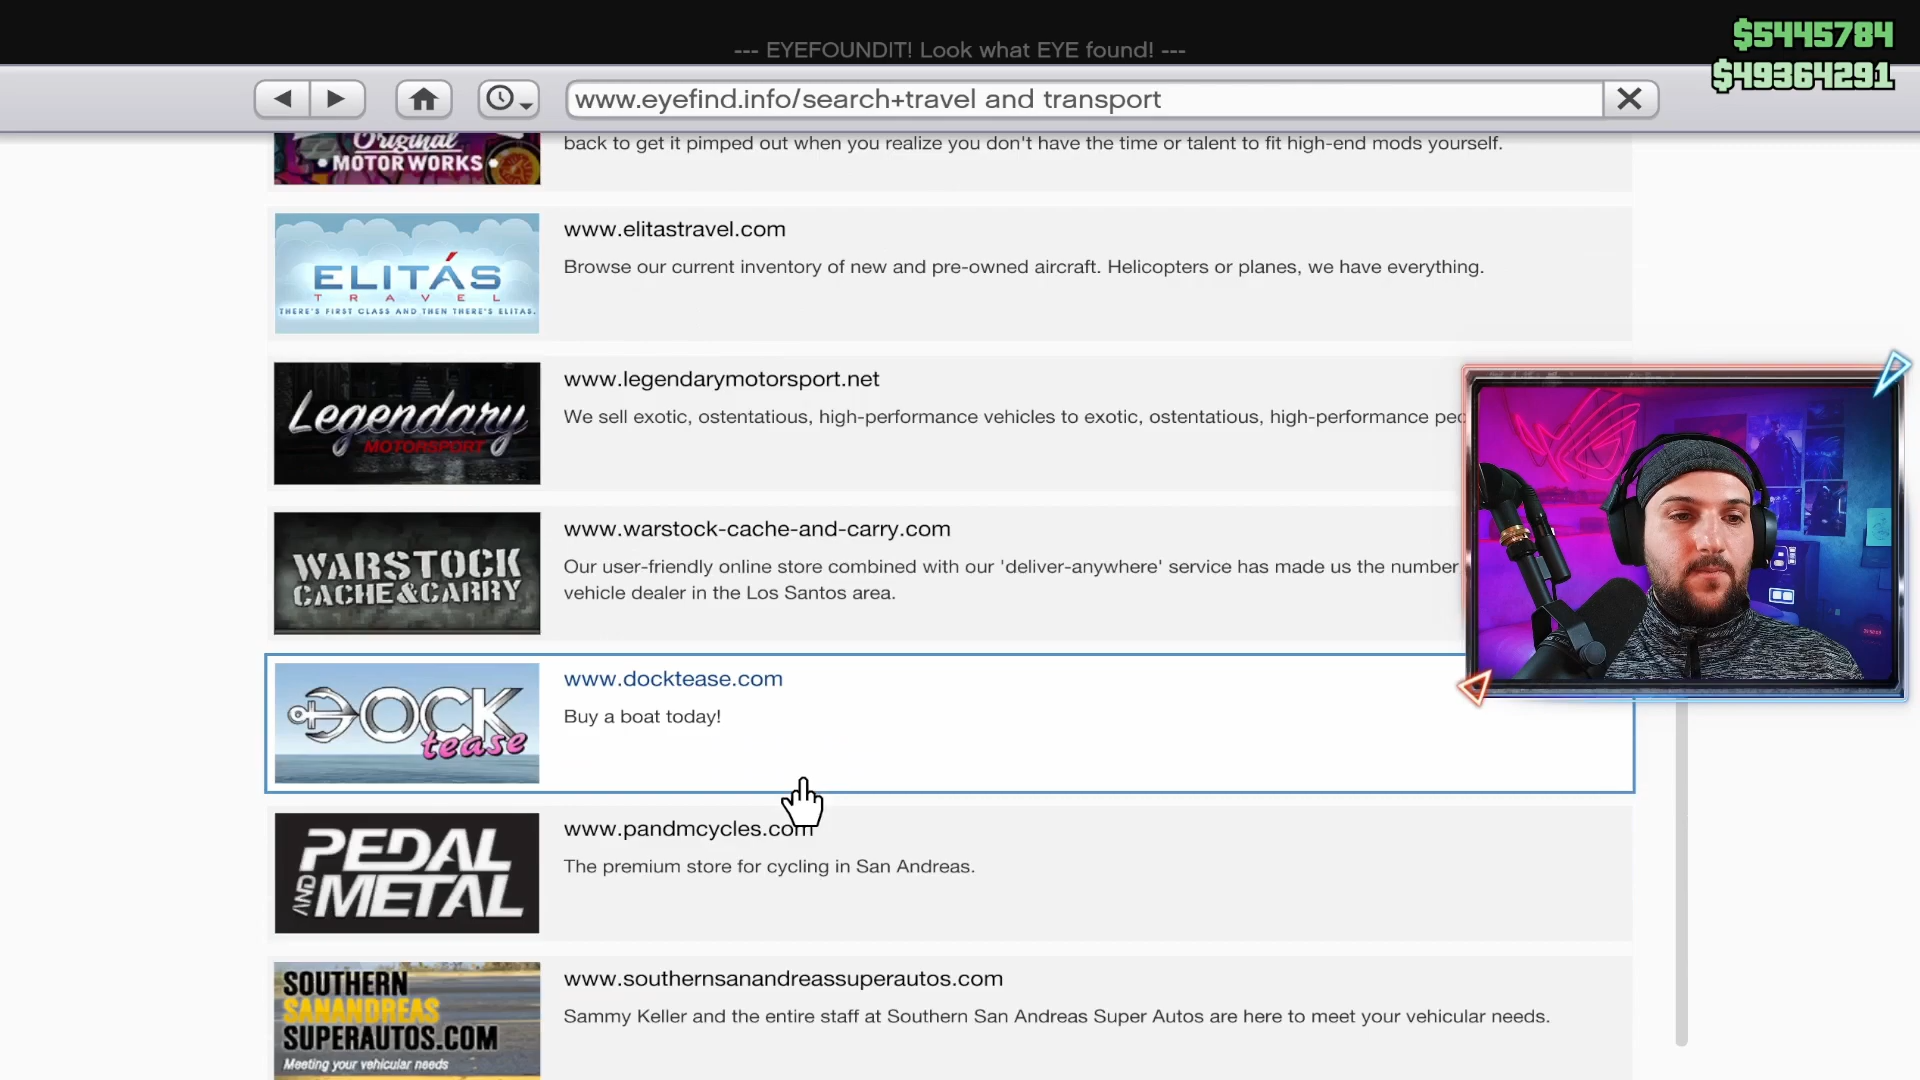 --- EYEFOUNDIT! Look what EYE found! ---
$5445784
$49364291
www.eyefind.info/search+travel and transport
Original
MOTOR WORKS
back to get it pimped out when you realize you don't have the time or talent to fit high-end mods yourself.
ELITÁS
TRAVEL
THERE'S FIRST CLASS AND THEN THERE'S ELITAS.
www.elitastravel.com
Browse our current inventory of new and pre-owned aircraft. Helicopters or planes, we have everything.
Legendary
MOTORSPORT
www.legendarymotorsport.net
We sell exotic, ostentatious, high-performance vehicles to exotic, ostentatious, high-performance
WARSTOCK
CACHE&CARRY
www.warstock-cache-and-carry.com
Our user-friendly online store combined with our 'deliver-anywhere' service has made us the number
vehicle dealer in the Los Santos area.
DOCK
tease
www.docktease.com
Buy a boat today!
PEDAL
AND
METAL
www.pandmcycles.com
The premium store for cycling in San Andreas.
SOUTHERN
SANANDREAS
SUPERAUTOS.COM
Meeting your vehicular needs
www.southernsanandreassuperautos.com
Sammy Keller and the entire staff at Southern San Andreas Super Autos are here to meet your vehicular needs.